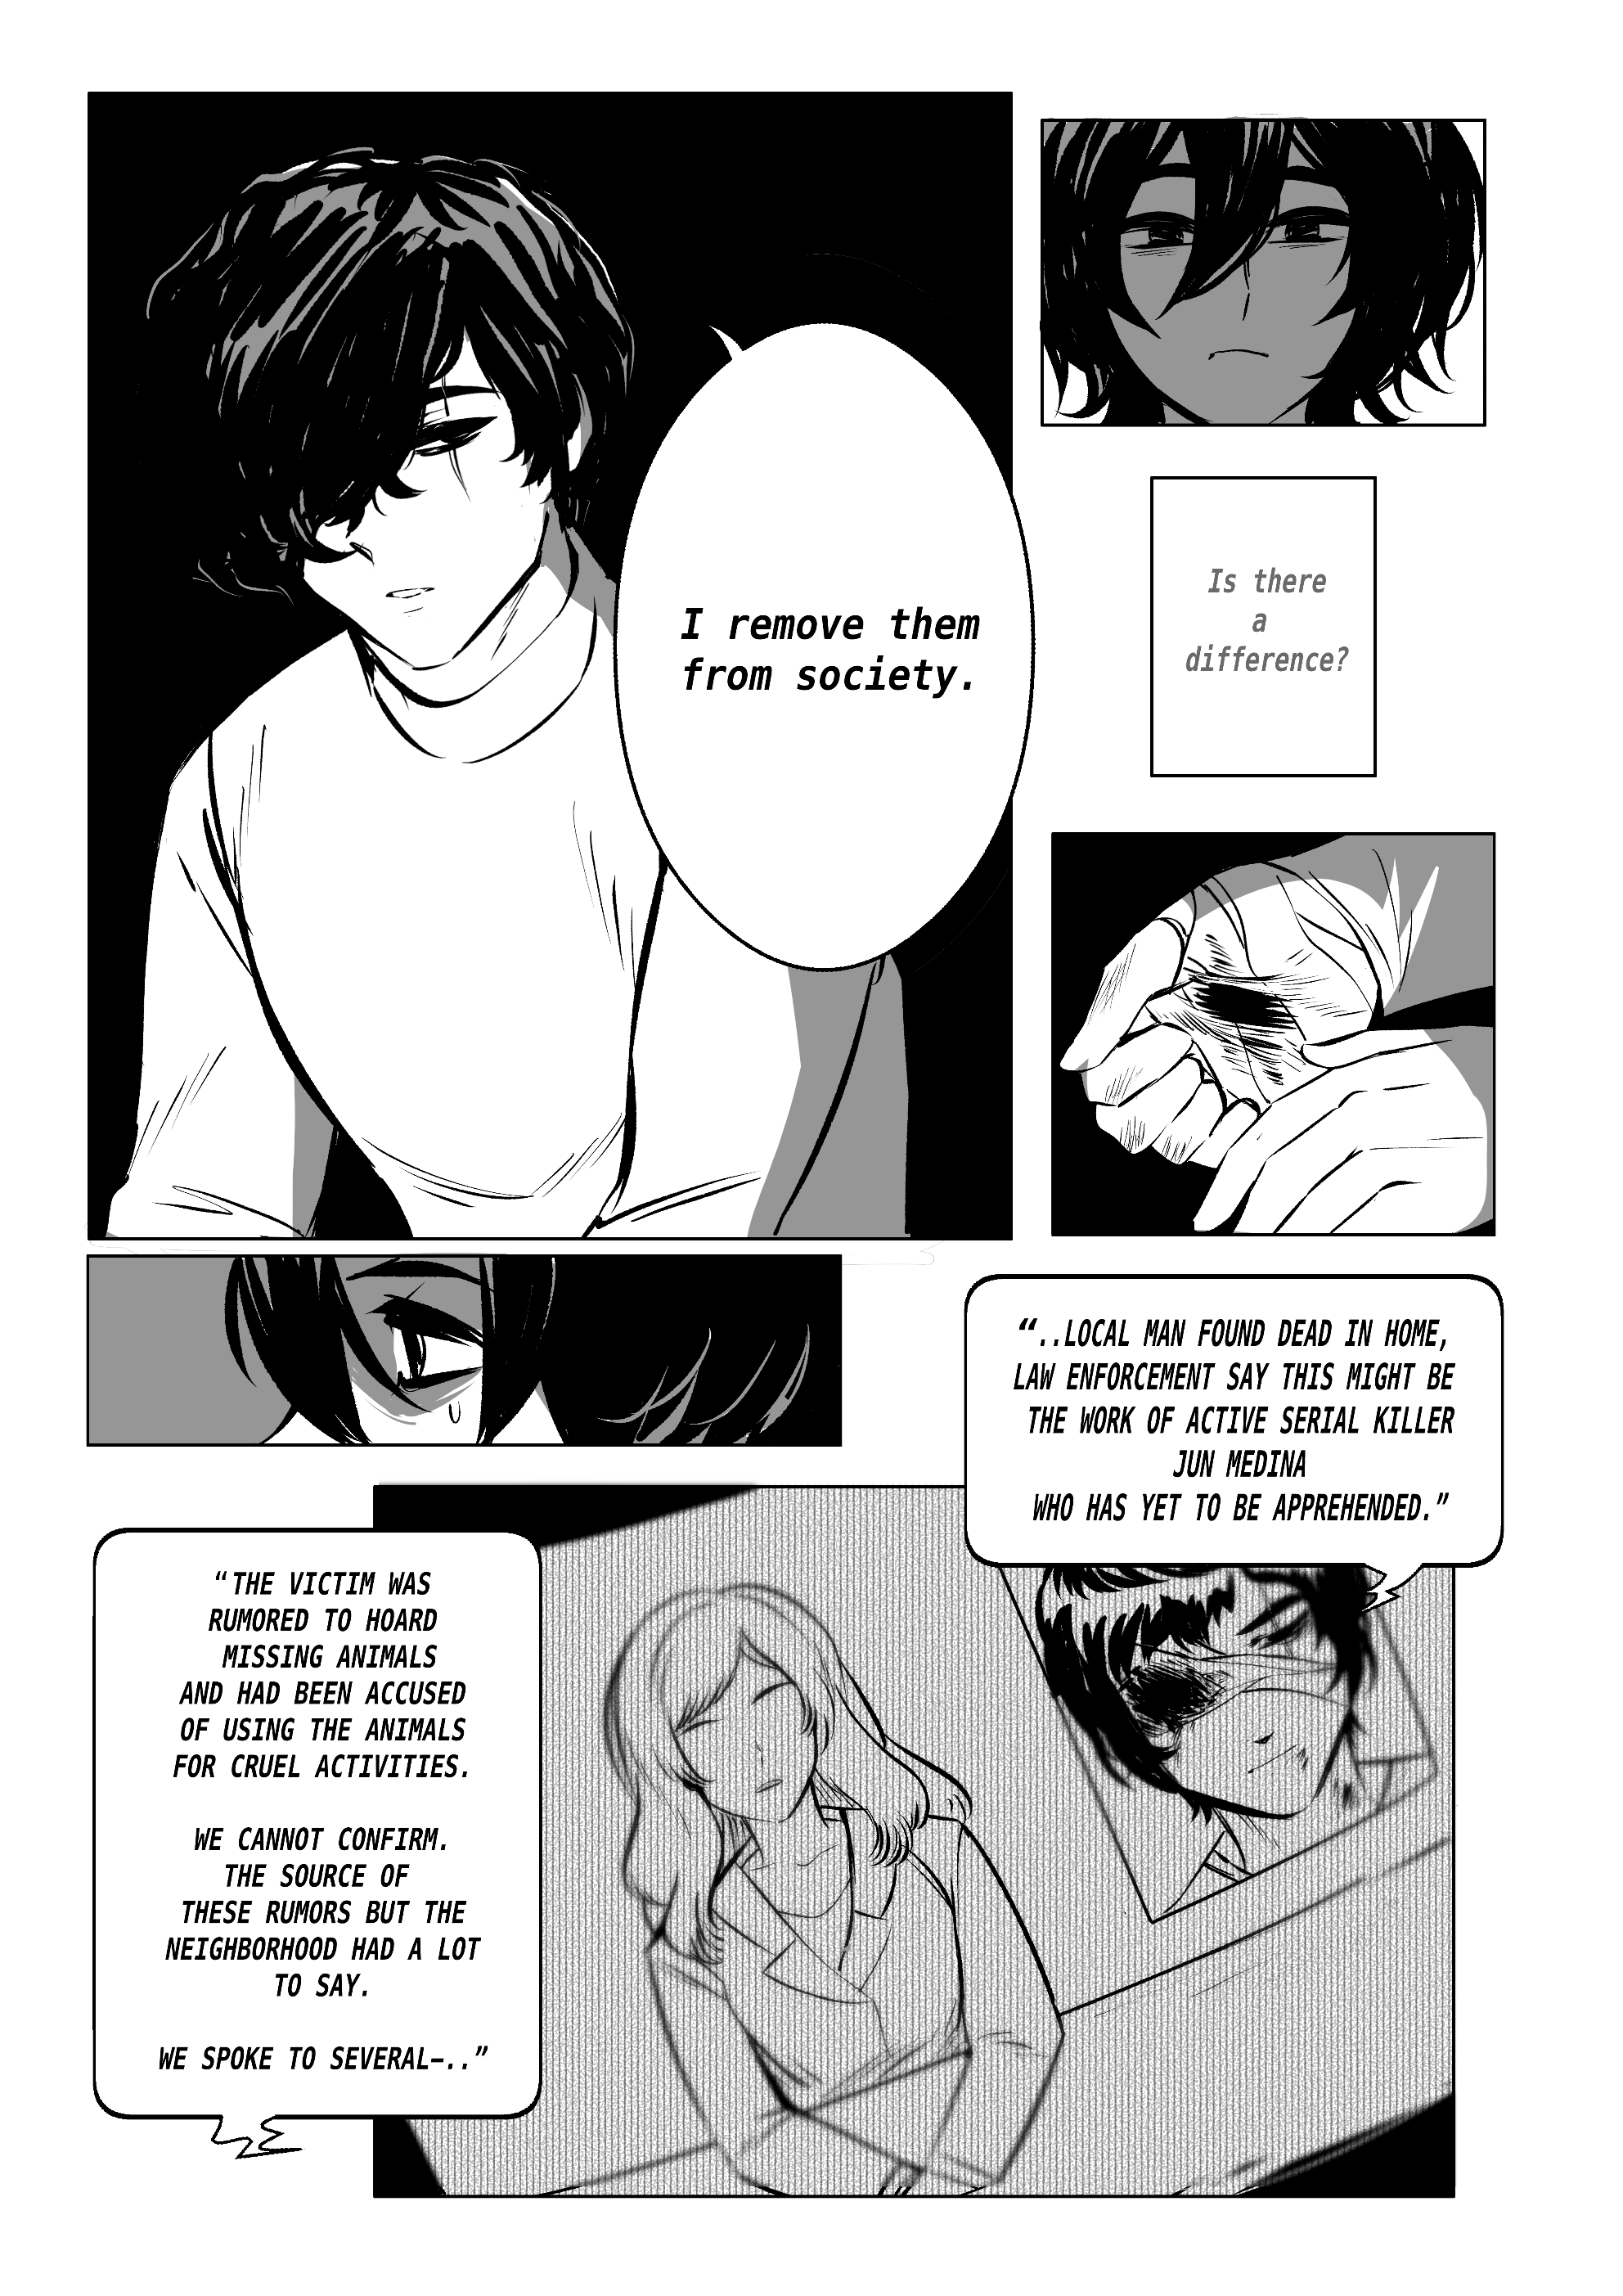 I remove them
from society.
Is there
a
difference?
“..LOCAL MAN FOUND DEAD IN HOME,
LAW ENFORCEMENT SAY THIS MIGHT BE
THE WORK OF ACTIVE SERIAL KILLER
JUN MEDINA
WHO HAS YET TO BE APPREHENDED.”
“THE VICTIM WAS
RUMORED TO HOARD
MISSING ANIMALS
AND HAD BEEN ACCUSED
OF USING THE ANIMALS
FOR CRUEL ACTIVITIES.
WE CANNOT CONFIRM.
THE SOURCE OF
THESE RUMORS BUT THE
NEIGHBORHOOD HAD A LOT
TO SAY.
WE SPOKE TO SEVERAL—..”